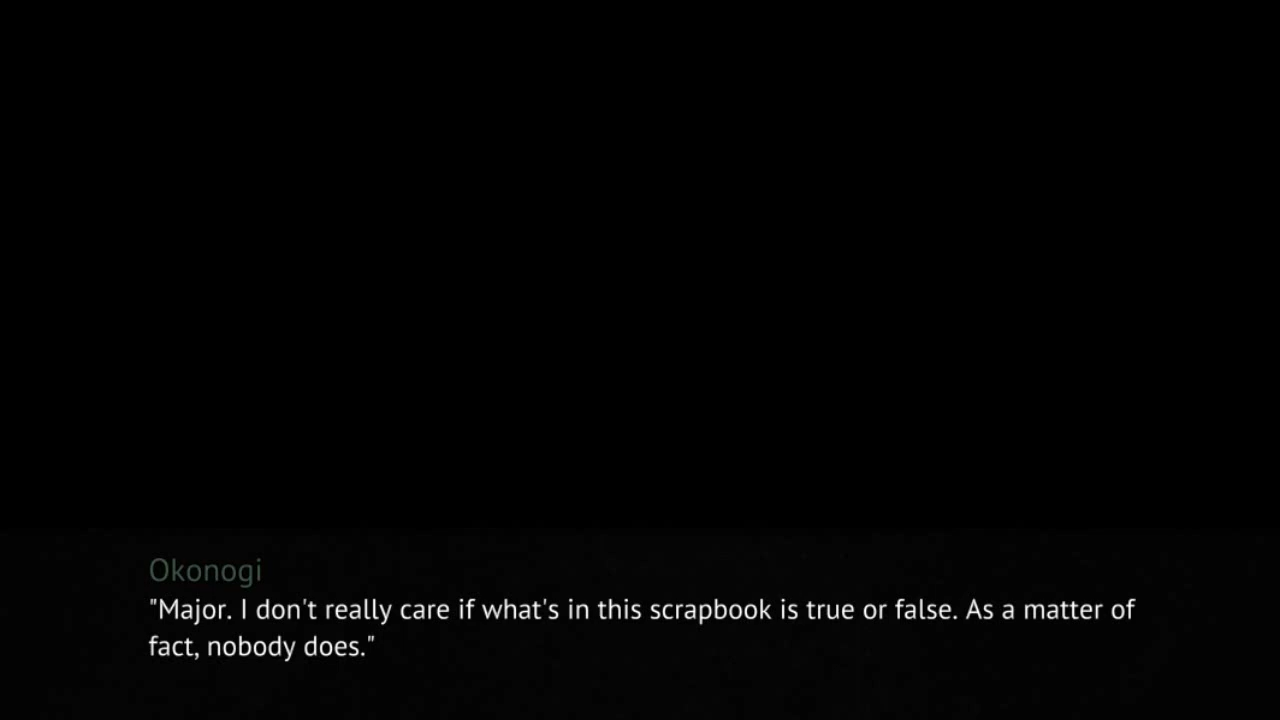 Okonogi
"Major. I don't really care if what's in this scrapbook is true or false. As a matter of
fact, nobody does."